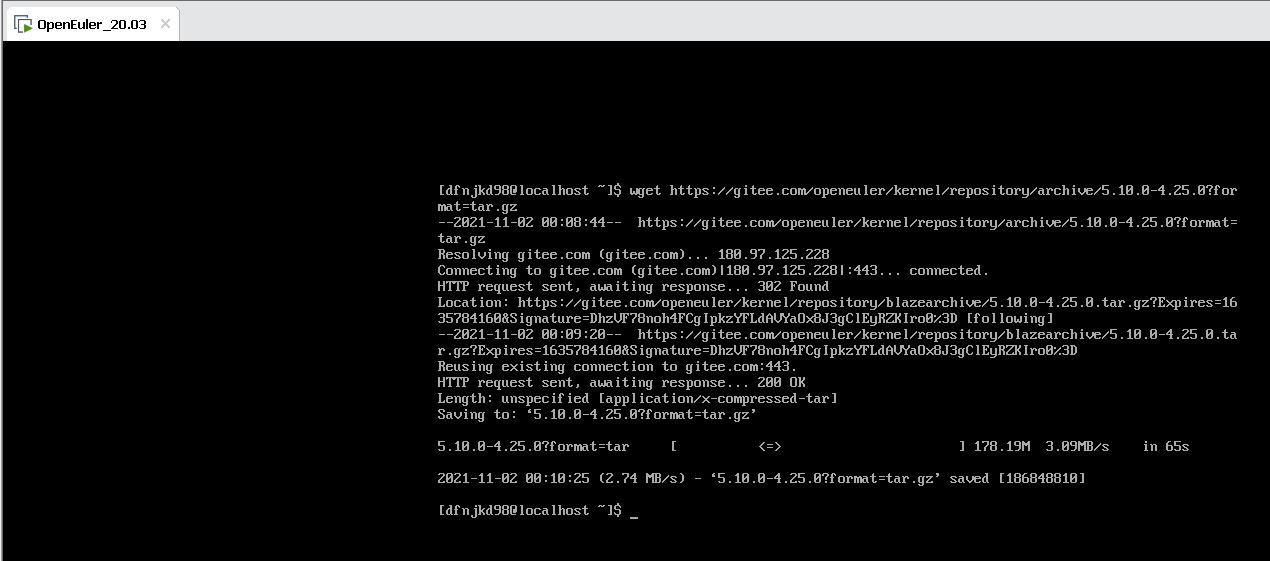 OpenEuler_20.03
[dfnjkd98@localhost ~]$ wget https://gitee.com/openeuler/kernel/repository/archive/5.10.0-4.25.0?for
mat=tar.gz
--2021-11-02 00:08:44--  https://gitee.com/openeuler/kernel/repository/archive/5.10.0-4.25.0?format=
tar.gz
Resolving gitee.com (gitee.com)... 180.97.125.228
Connecting to gitee.com (gitee.com)|180.97.125.228|:443... connected.
HTTP request sent, awaiting response... 302 Found
Location: https://gitee.com/openeuler/kernel/repository/blazearchive/5.10.0-4.25.0.tar.gz?Expires=16
35784160&Signature=DhzVF78noh4FCgIpkzYFLdAVYaOx8J3gClEyRZKIro0%3D [following]
--2021-11-02 00:09:20--  https://gitee.com/openeuler/kernel/repository/blazearchive/5.10.0-4.25.0.ta
r.gz?Expires=1635784160&Signature=DhzVF78noh4FCgIpkzYFLdAVYaOx8J3gClEyRZKIro0%3D
Reusing existing connection to gitee.com:443.
HTTP request sent, awaiting response... 200 OK
Length: unspecified [application/x-compressed-tar]
Saving to: ‘5.10.0-4.25.0?format=tar.gz’
5.10.0-4.25.0?format=tar     [          <=>                      ] 178.19M  3.09MB/s    in 65s
2021-11-02 00:10:25 (2.74 MB/s) - ‘5.10.0-4.25.0?format=tar.gz’ saved [186848810]
[dfnjkd98@localhost ~]$ _